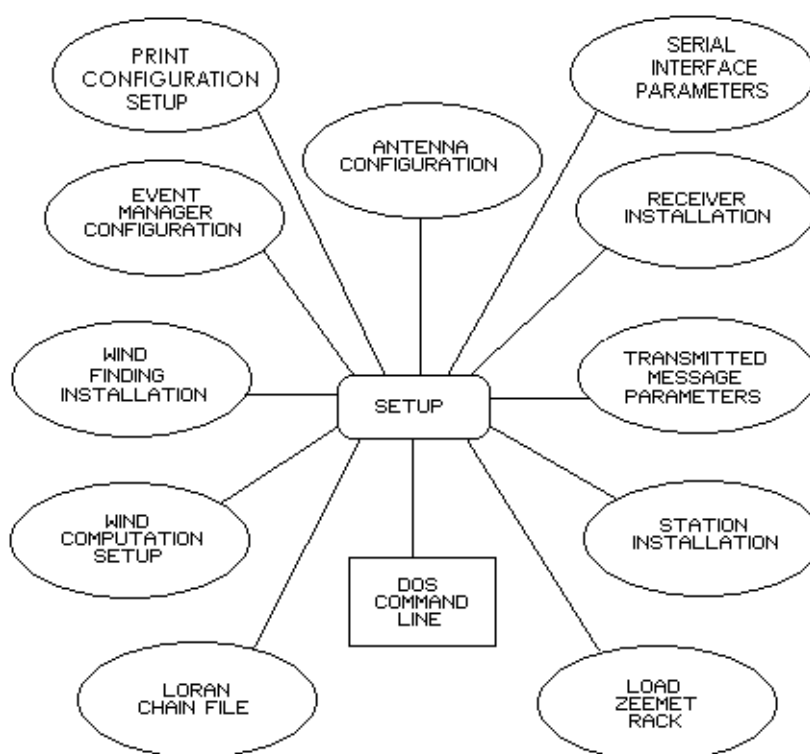 PRINT
CONFIGURATION
SETUP
SERIAL
INTERFACE
PARAMETERS
ANTENNA
CONFIGURATION
EVENT
MANAGER
CONFIGURATION
RECEIVER
INSTALLATION
WIND
FINDING
INSTALLATION
SETUP
TRANSMITTED
MESSAGE
PARAMETERS
WIND
COMPUTATION
SETUP
STATION
INSTALLATION
DOS
COMMAND
LINE
LORAN
CHAIN FILE
LOAD
ZEEMET
RACK